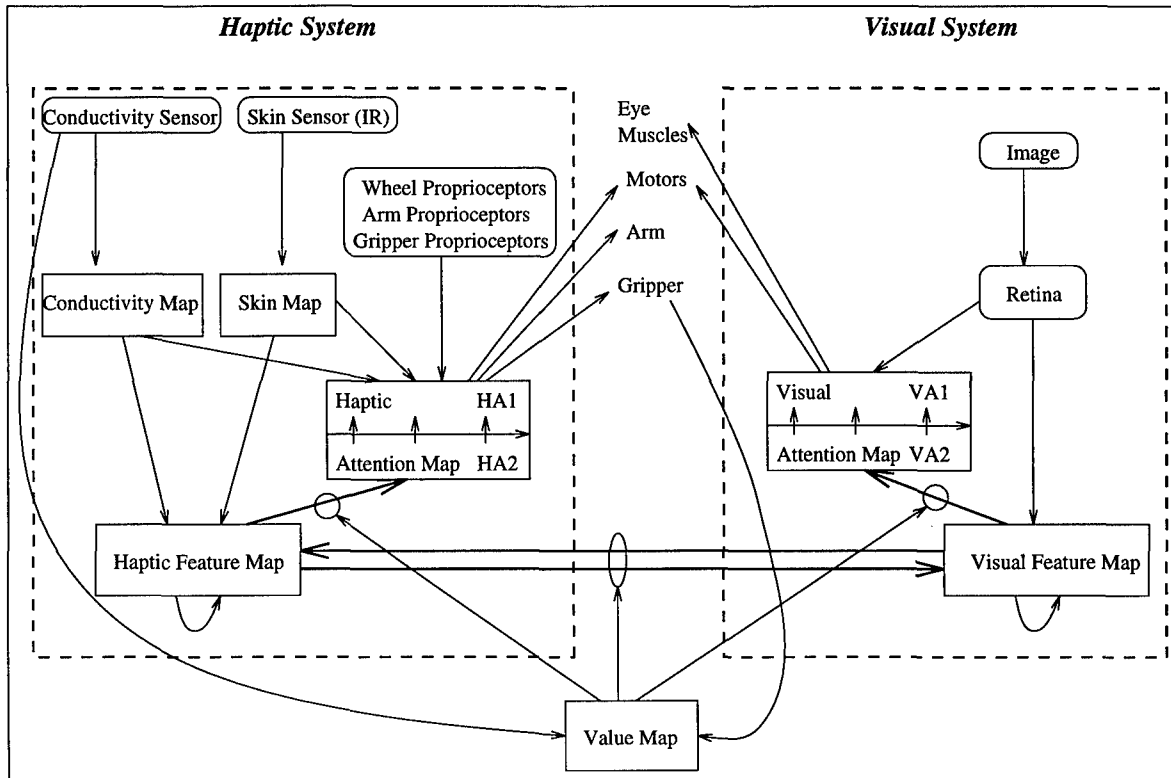 Haptic System
Visual System
Conductivity Sensor
Skin Sensor (IR)
Eye
Muscles
Image
Wheel Proprioceptors
Arm Proprioceptors
Gripper Proprioceptors
Motors
Arm
Gripper
Conductivity Map
Skin Map
Retina
Haptic HA1
Attention Map HA2
Visual VA1
Attention Map VA2
Haptic Feature Map
Visual Feature Map
Value Map